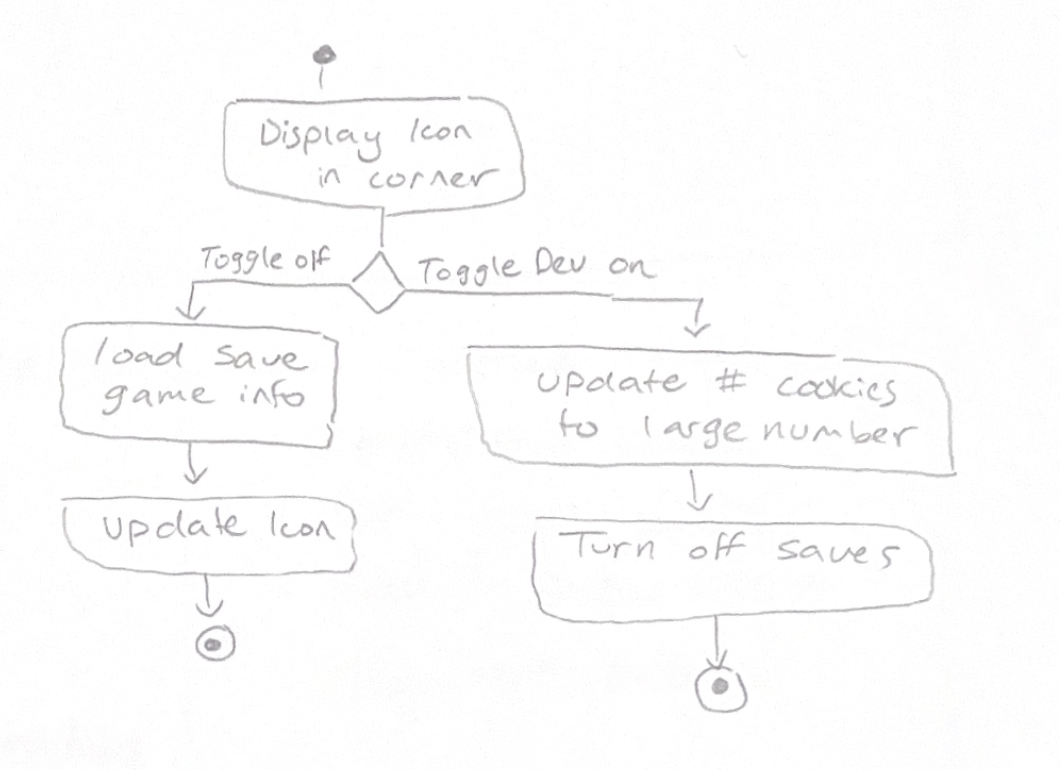 Display Icon
in corner
Toggle off
Toggle Dev on
load save
game info
update # cookies
to large number
update Icon
Turn off saves